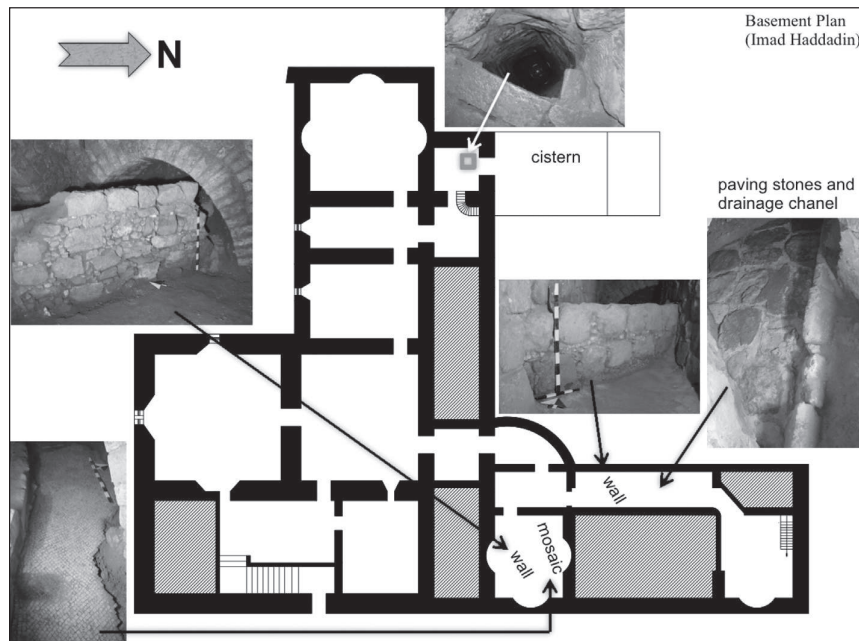 Basement Plan
(Imad Haddadin)
N
cistern
paving stones and
drainage chanel
wall
wall
mosaic